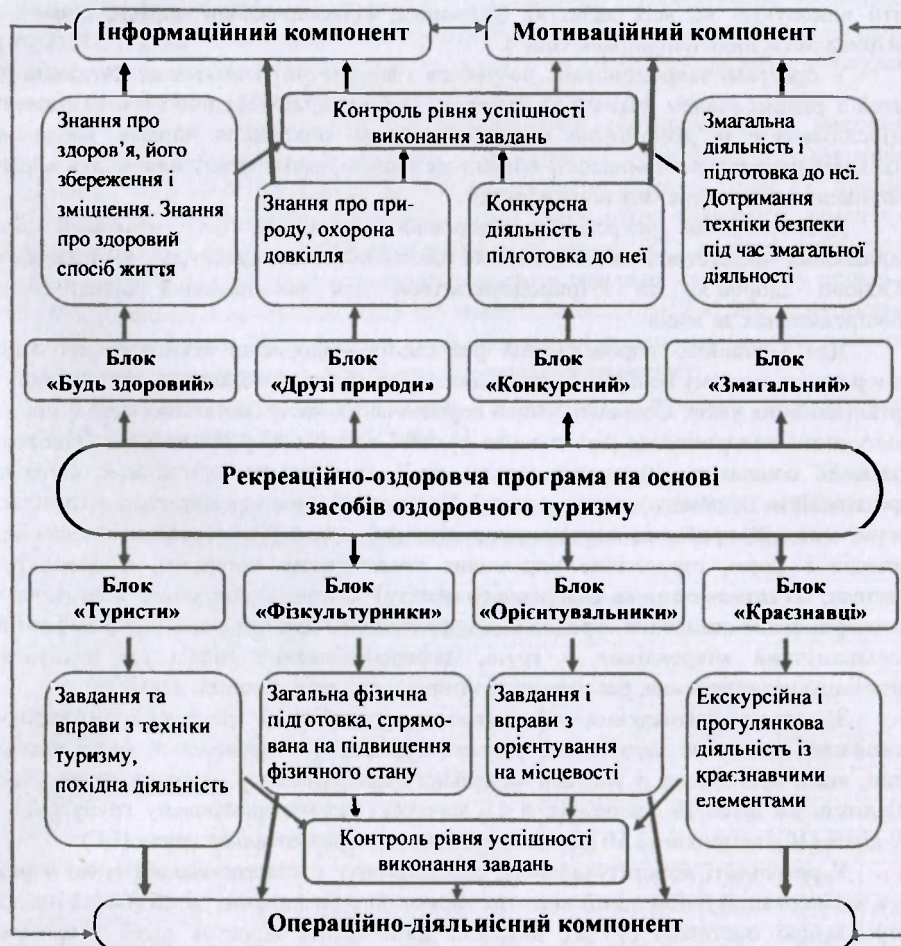 Інформаційний компонент
Мотиваційний компонент
Знання про
здоров’я, його
збереження і
зміцнення. Знання
про здоровий
спосіб життя
Контроль рівня успішності
виконання завдань
Знання про при-
роду, охорона
довкілля
Конкурсна
діяльність і
підготовка до неї
Змагальна
діяльність і
підготовка до неї.
Дотримання
техніки безпеки
під час змагальної
діяльності
Блок
«Будь здоровий»
Блок
«Друзі природи»
Блок
«Конкурсний»
Блок
«Змагальний»
Рекреаційно-оздоровча програма на основі
засобів оздоровчого туризму
Блок
«Туристи»
Блок
«Фізкультурники»
Блок
«Орієнтувальники»
Блок
«Краєзнавці»
Завдання та
вправи з техніки
туризму,
похідна діяльність
Загальна фізична
підготовка, спрямо-
вана на підвищення
фізичного стану
Завдання і
вправи з
орієнтування
на місцевості
Екскурсійна і
прогулянкова
діяльність із
краєзнавчими
елементами
Контроль рівня успішності
виконання завдань
Операційно-діяльнісний компонент